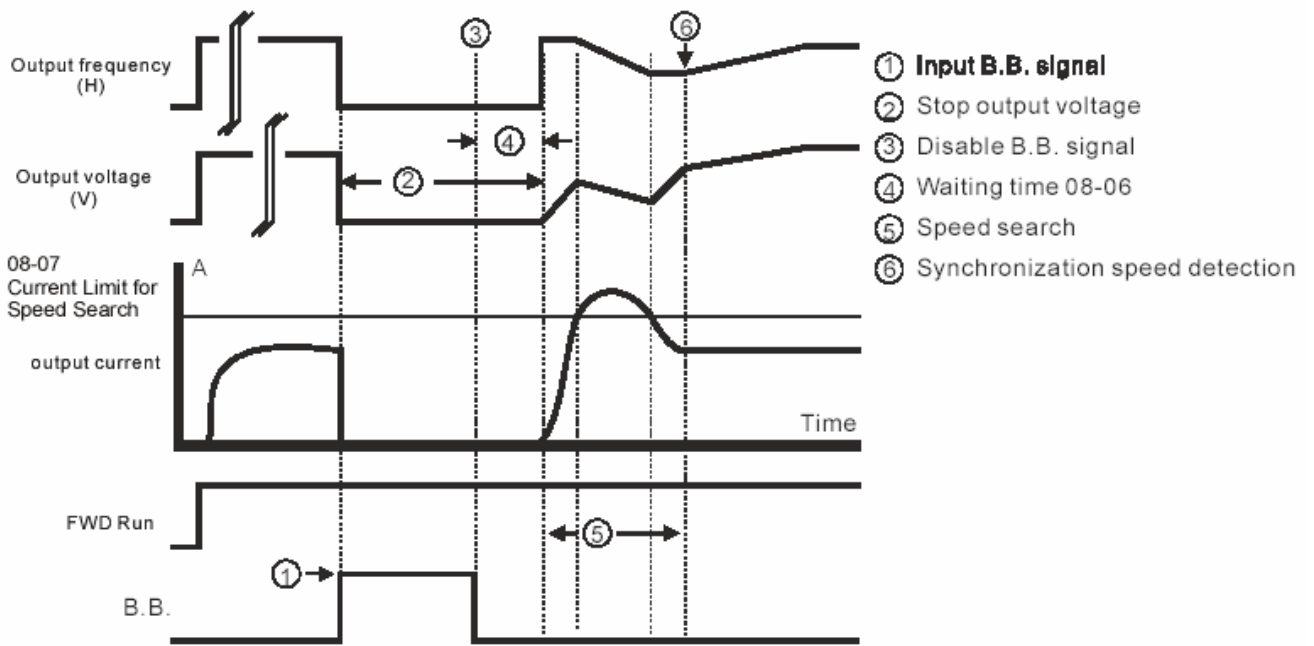 Output frequency
(H)
③
⑥
④
Output voltage
(V)
②
08-07
Current Limit for
Speed Search
A
output current
Time
FWD Run
⑤
①
B.B.
① Input B.B. signal
② Stop output voltage
③ Disable B.B. signal
④ Waiting time 08-06
⑤ Speed search
⑥ Synchronization speed detection